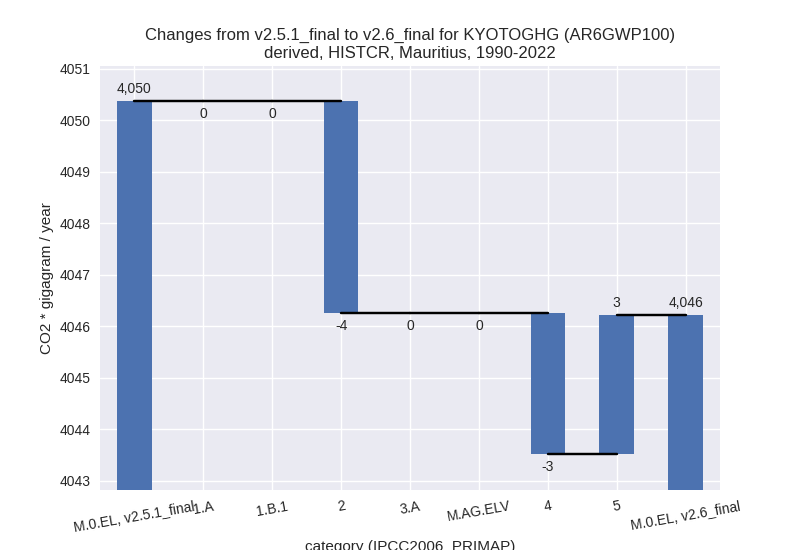 Changes from v2.5.1_final to v2.6_final for KYOTOGHG (AR6GWP100)
derived, HISTCR, Mauritius, 1990-2022
4051
4050
4049
4048
4047
4046
4045
4044
4043
CO2 * gigagram / year
4,050
0
0
-4
0
0
-3
3
4,046
M.0.EL, v2.5.1_final
1.A
1.B.1
2
3.A
M.AG.ELV
4
5
M.0.EL, v2.6_final
category (IPCC2006_PRIMAP)